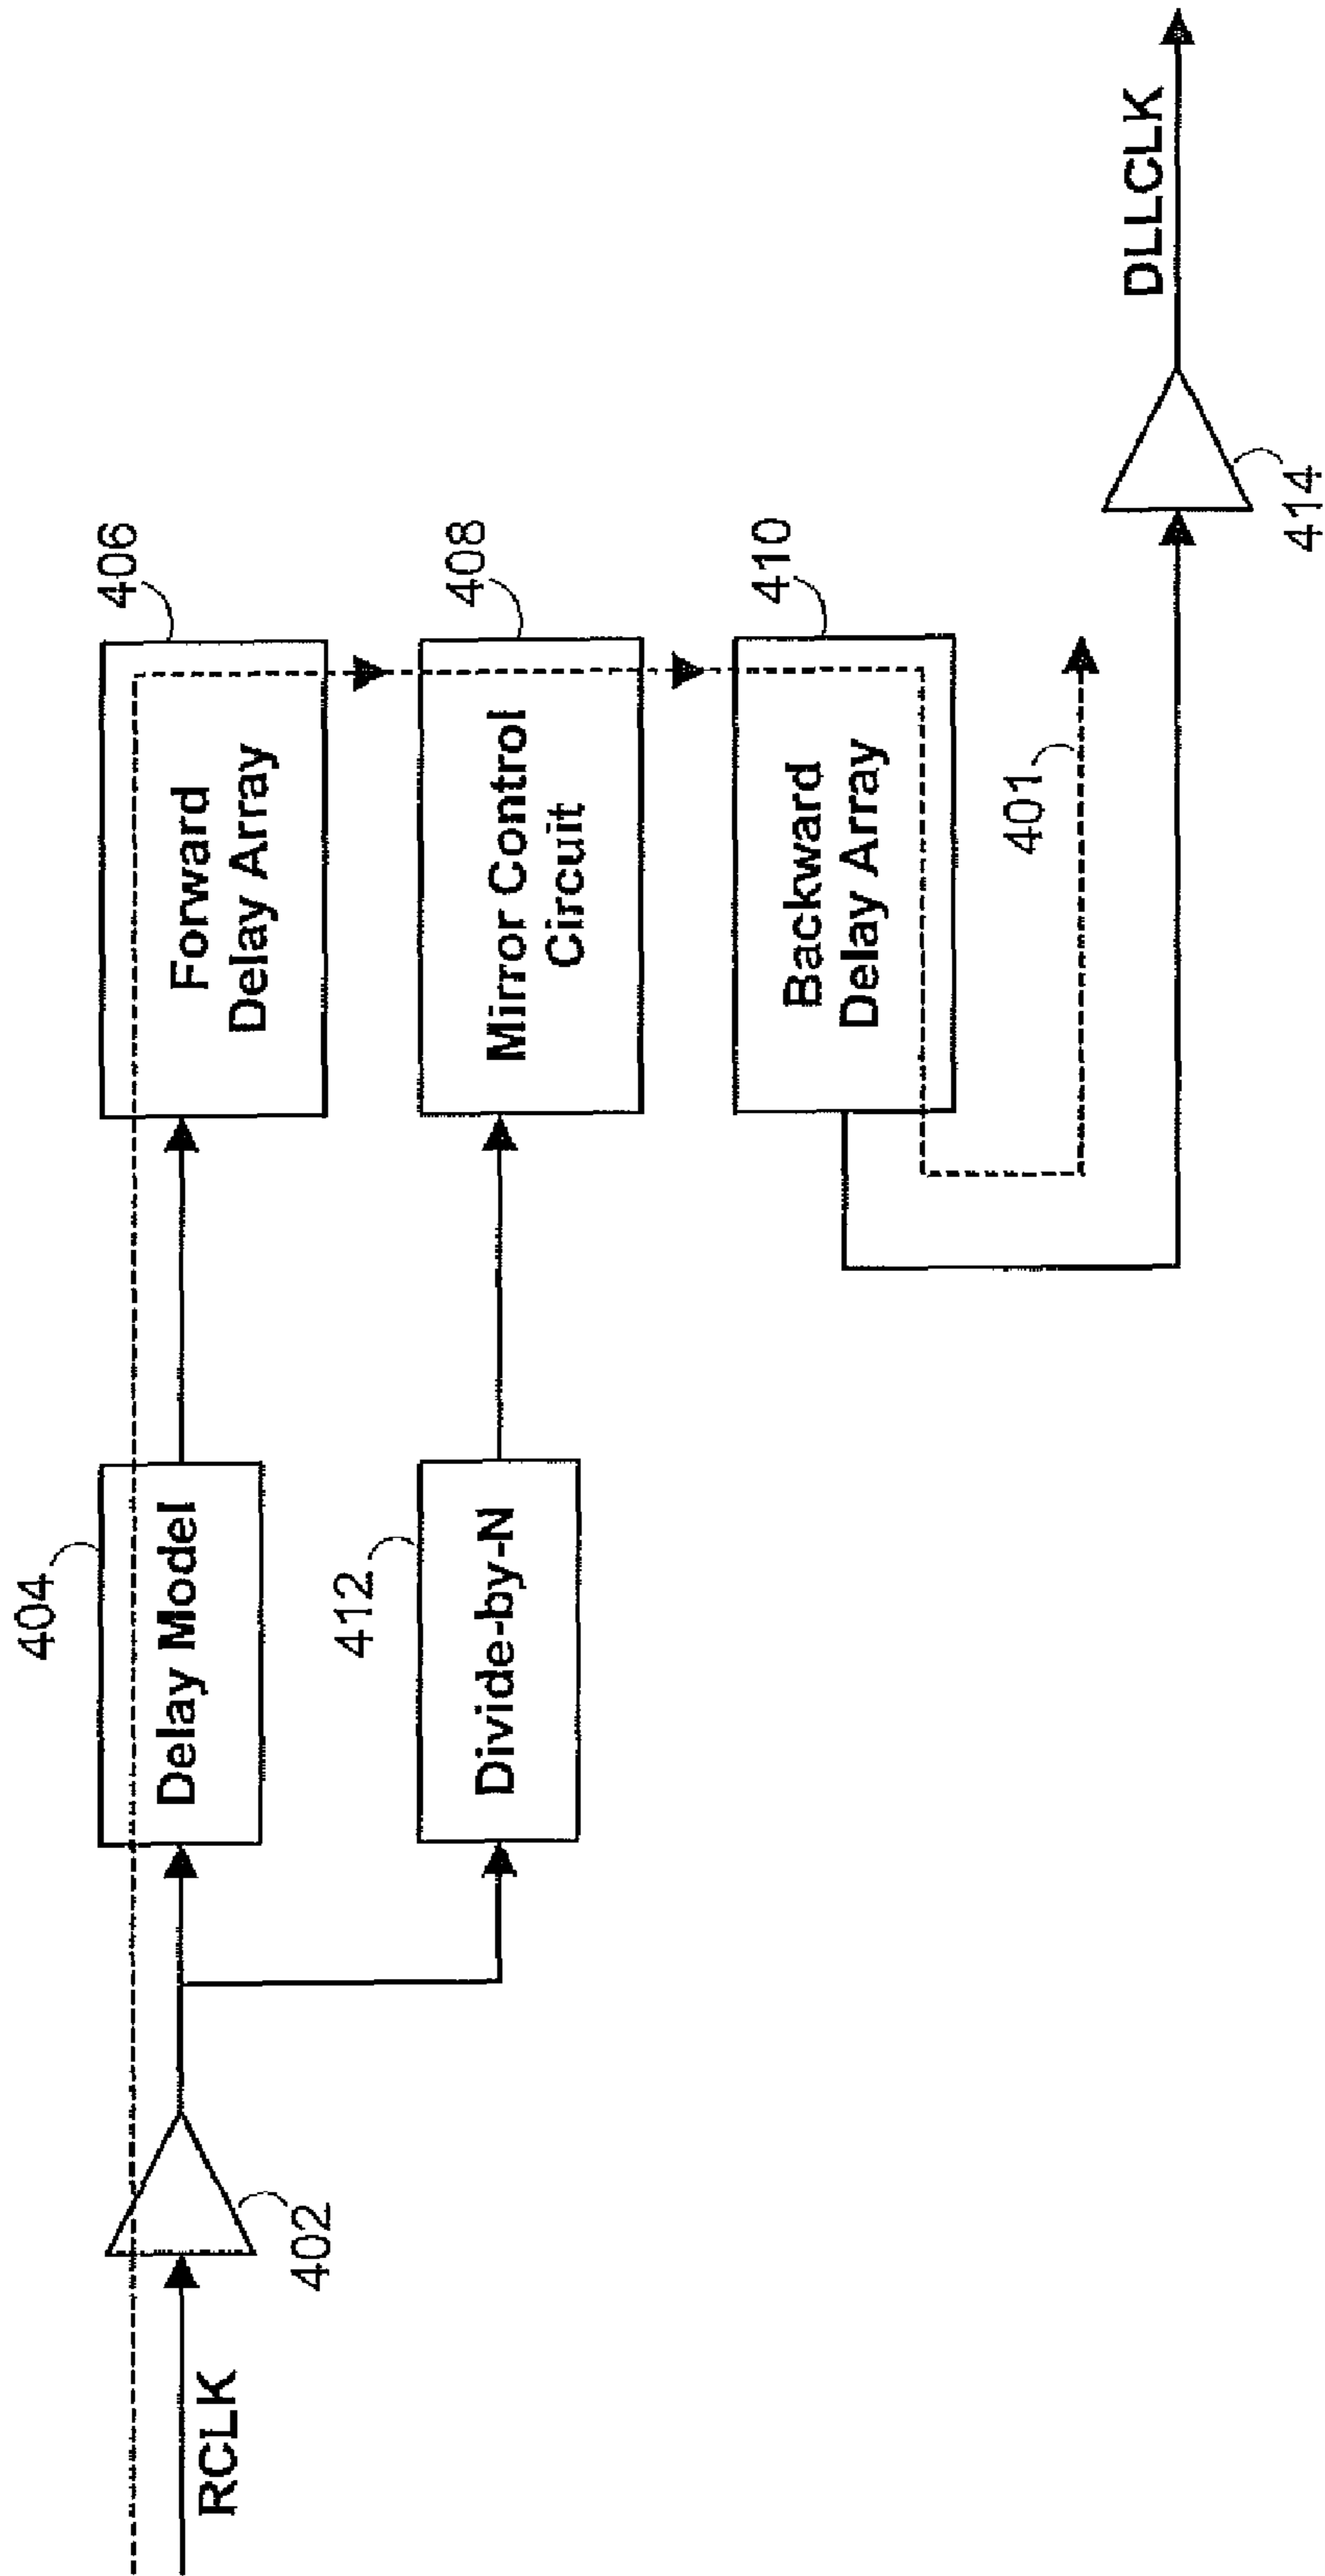 RCLK
402
404
Delay Model
412
Divide-by-N
406
Forward
Delay Array
408
Mirror Control
Circuit
410
Backward
Delay Array
401
414
DLLCLK